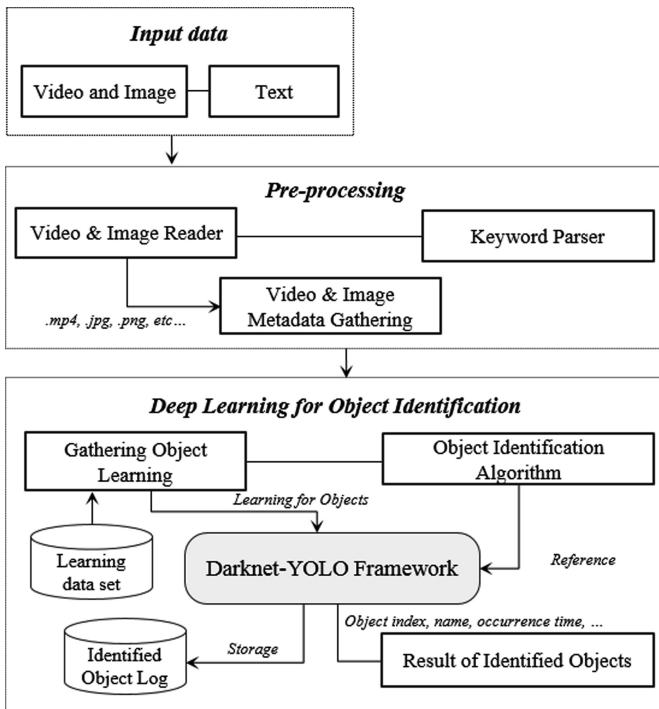 Input data
Video and Image
Text
Pre-processing
Video & Image Reader
Keyword Parser
.mp4, .jpg, .png, etc…
Video & Image
Metadata Gathering
Deep Learning for Object Identification
Gathering Object
Learning
Object Identification
Algorithm
Learning for Objects
Learning
data set
Darknet-YOLO Framework
Reference
Object index, name, occurrence time, …
Storage
Identified
Object Log
Result of Identified Objects